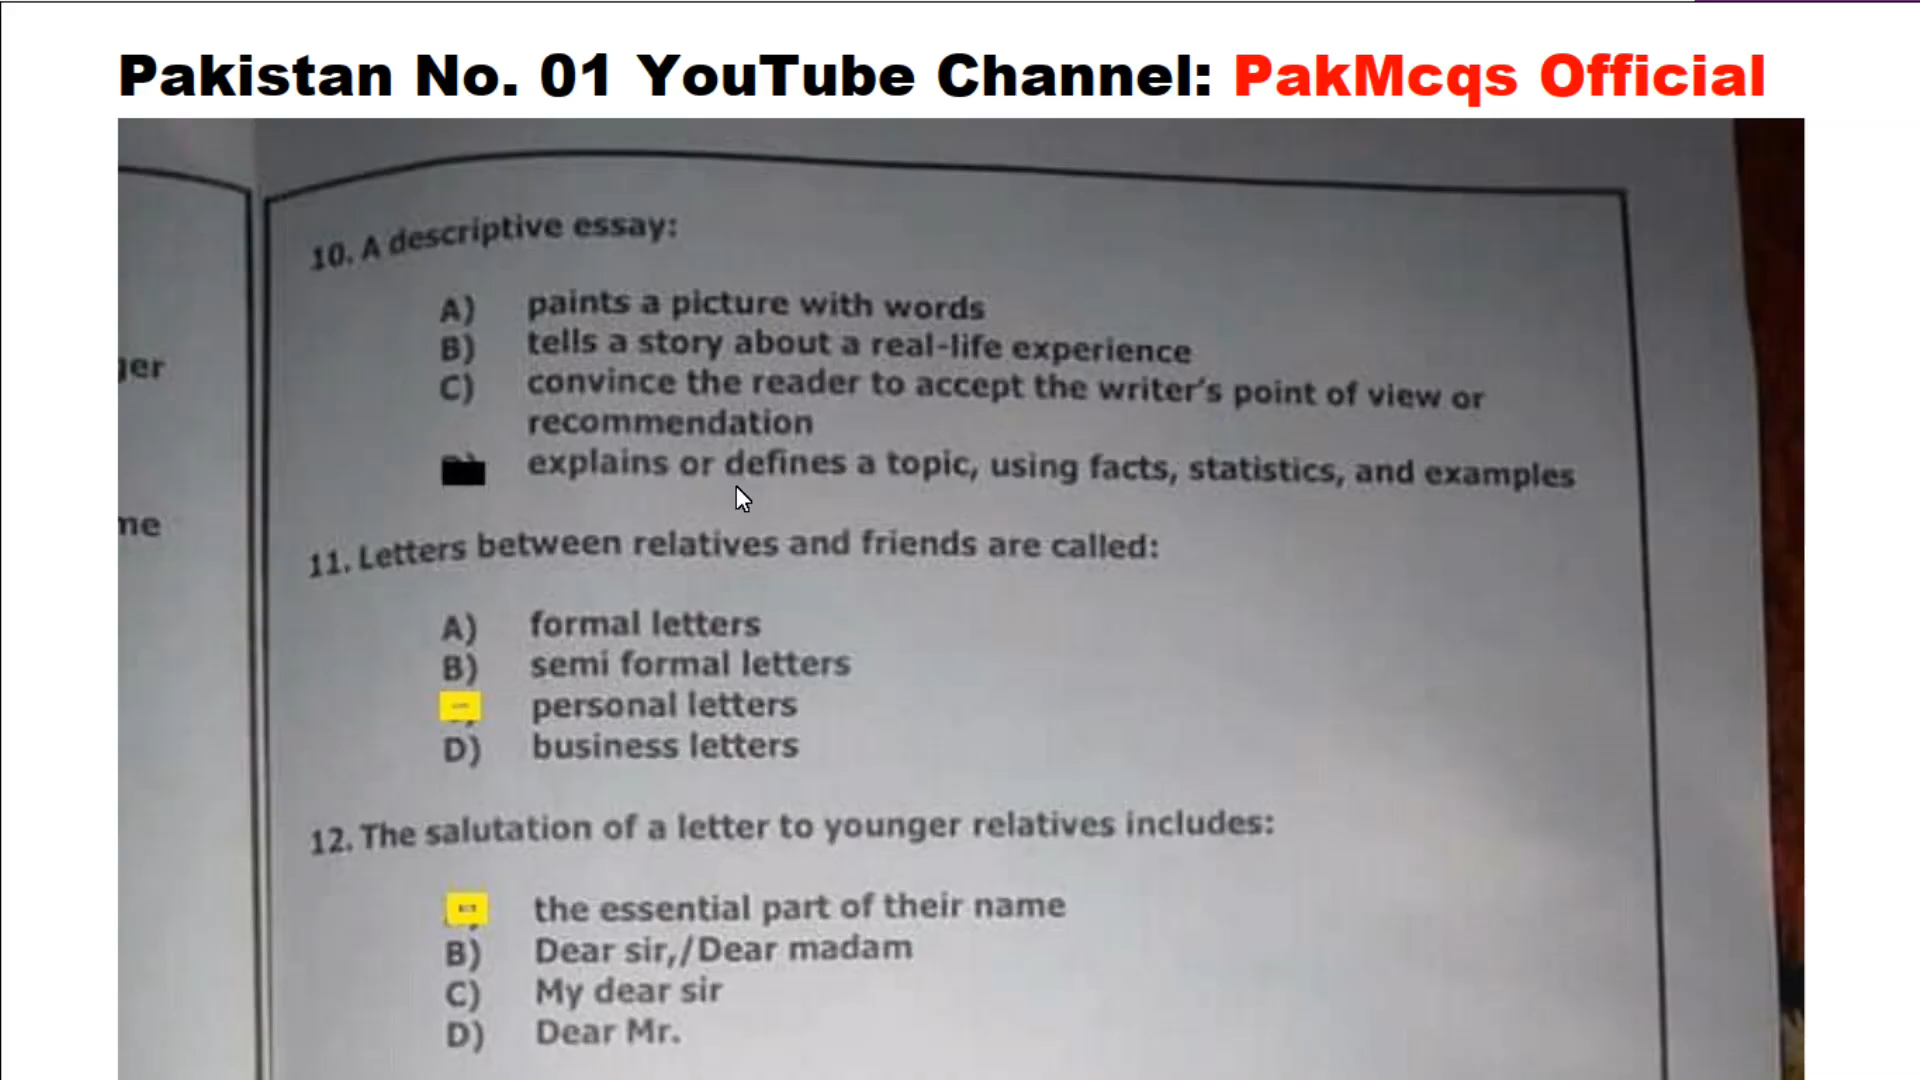 Pakistan No. 01 YouTube Channel: PakMcqs Official
10. A descriptive essay:
A) paints a picture with words
B) tells a story about a real-life experience
C) convince the reader to accept the writer's point of view or
recommendation
explains or defines a topic, using facts, statistics, and examples
11. Letters between relatives and friends are called:
A) formal letters
B) semi formal letters
personal letters
D) business letters
12. The salutation of a letter to younger relatives includes:
the essential part of their name
B) Dear sir,/Dear madam
C) My dear sir
D) Dear Mr.